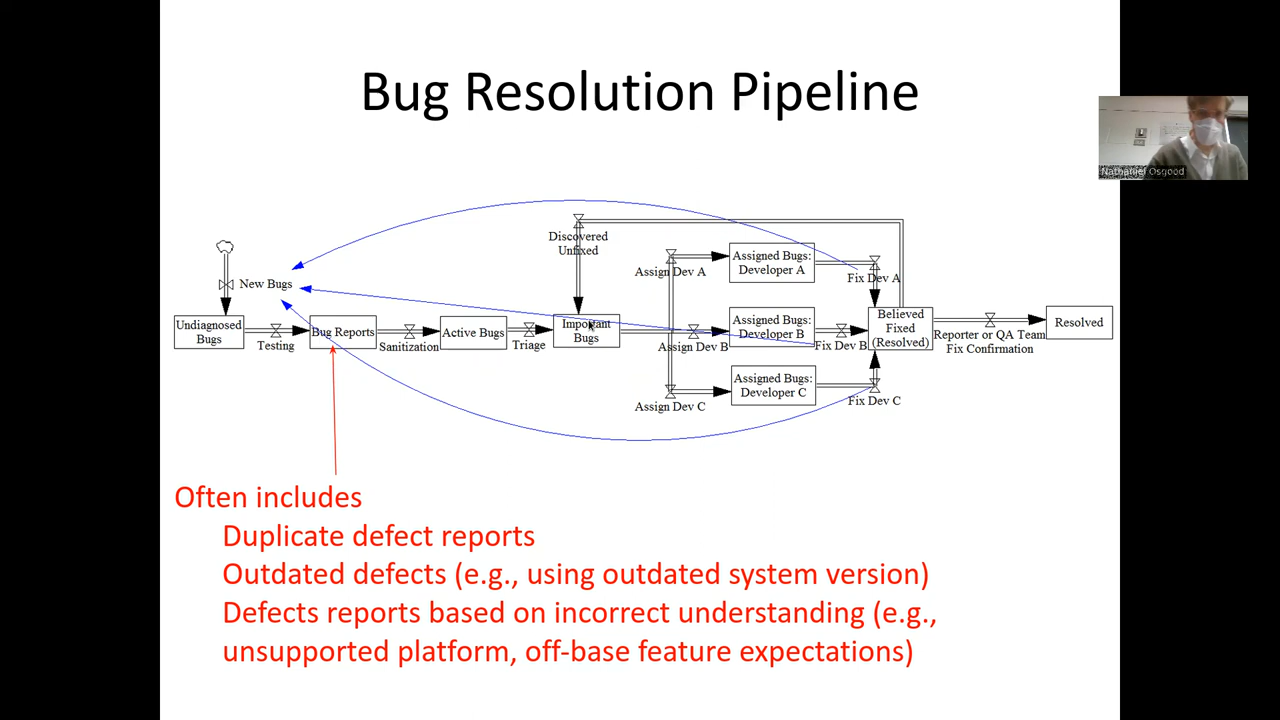 Bug Resolution Pipeline
Nathaniel Osgood
Discovered
Unfixed
New Bugs
Assign Dev A
Assigned Bugs:
Developer A
Fix Dev A
Undiagnosed
Bugs
Testing
Bug Reports
Sanitization
Active Bugs
Triage
Important
Bugs
Assign Dev B
Assigned Bugs:
Developer B
Fix Dev B
Believed
Fixed
(Resolved)
Reporter or QA Team
Fix Confirmation
Resolved
Assign Dev C
Assigned Bugs:
Developer C
Fix Dev C
Often includes
Duplicate defect reports
Outdated defects (e.g., using outdated system version)
Defects reports based on incorrect understanding (e.g.,
unsupported platform, off-base feature expectations)